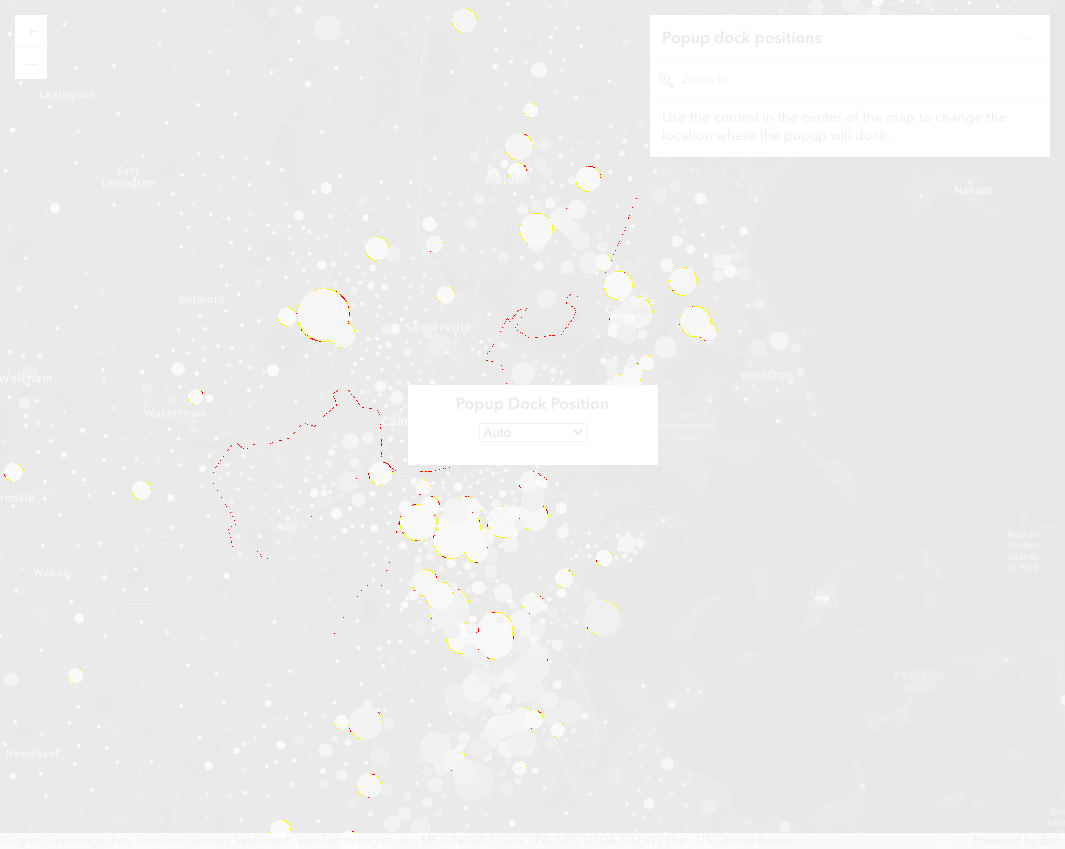 +
Popup dock positions
−
Zoom to
Lexington
Use the control in the center of the map to change the
location where the popup will dock.
East
Lexington
Malden
Nahant
Belmont
Somerville
Waltham
Winthrop
Watertown
Popup Dock Position
Cam
Auto
Logan
International
rndale
Boston
Harbor
Islands
St. Park
Waban
Island
Needham
City of Cambridge, Esri, TomTom, Garmin, SafeGraph, GeoTechnologies, Inc, METI/NASA, USGS, EPA, NPS, USDA, USFWS | Esri, US Census Bureau
Powered by Esri